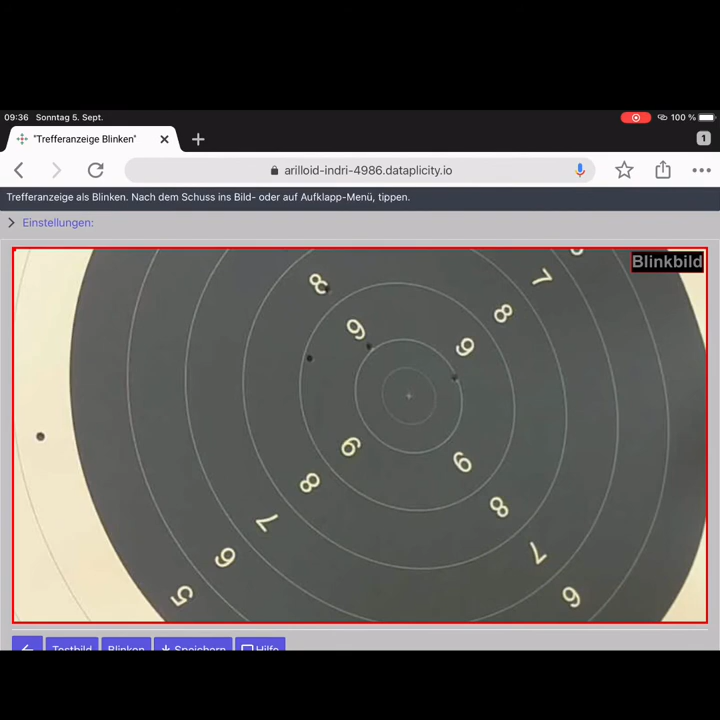 09:36 Sonntag 5. Sept.
100 %
"Trefferanzeige Blinken"
1
arilloid-indri-4986.dataplicity.io
Trefferanzeige als Blinken. Nach dem Schuss ins Bild- oder auf Aufklapp-Menü, tippen.
Einstellungen:
Blinkbild
7
8
8
9
9
9
9
8
8
7
7
6
6
5
Testbild
Blinken
Speichern
Hilfe